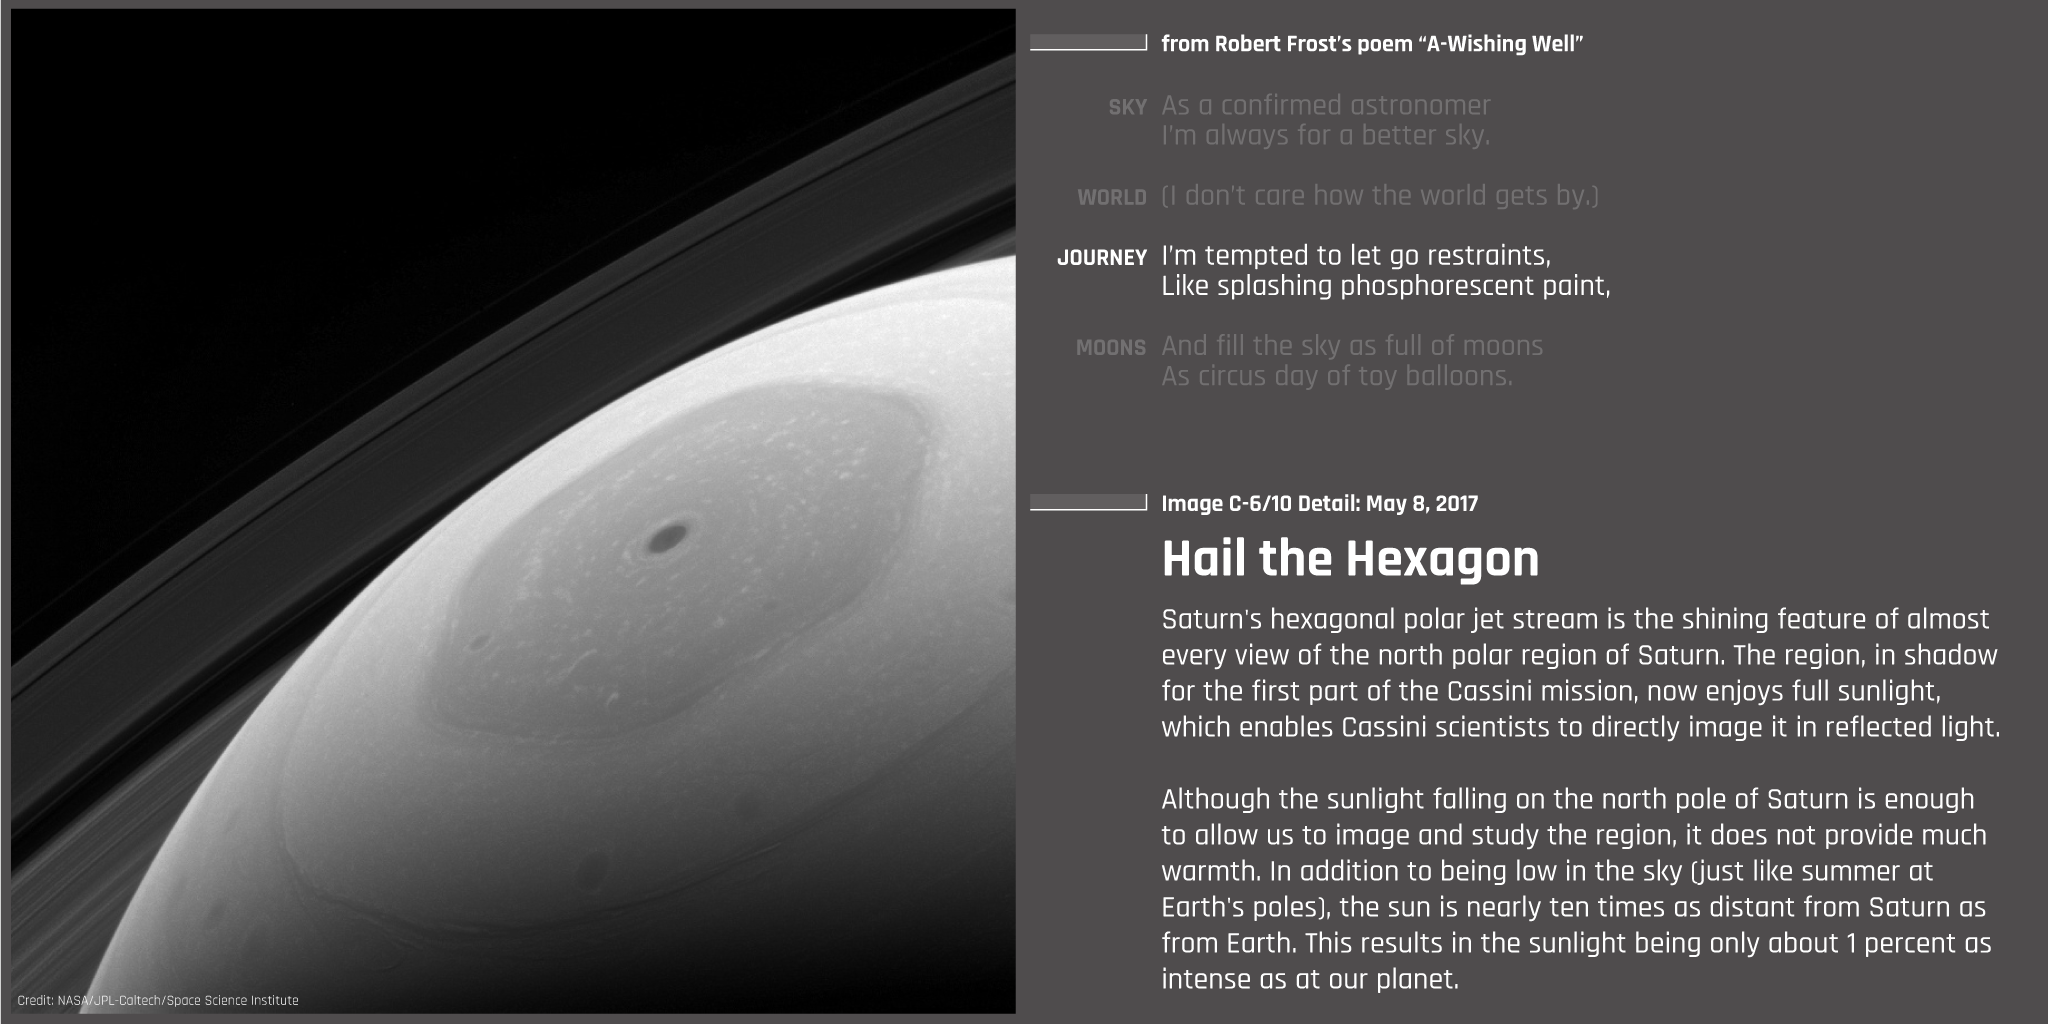 from Robert Frost’s poem “A-Wishing Well”
SKY As a confirmed astronomer
I’m always for a better sky.
WORLD (I don’t care how the world gets by.)
JOURNEY I’m tempted to let go restraints,
Like splashing phosphorescent paint,
MOONS And fill the sky as full of moons
As circus day of toy balloons.
Image C-6/10 Detail: May 8, 2017
Hail the Hexagon
Saturn's hexagonal polar jet stream is the shining feature of almost
every view of the north polar region of Saturn. The region, in shadow
for the first part of the Cassini mission, now enjoys full sunlight,
which enables Cassini scientists to directly image it in reflected light.
Although the sunlight falling on the north pole of Saturn is enough
to allow us to image and study the region, it does not provide much
warmth. In addition to being low in the sky (just like summer at
Earth's poles), the sun is nearly ten times as distant from Saturn as
from Earth. This results in the sunlight being only about 1 percent as
intense as at our planet.
Credit: NASA/JPL-Caltech/Space Science Institute